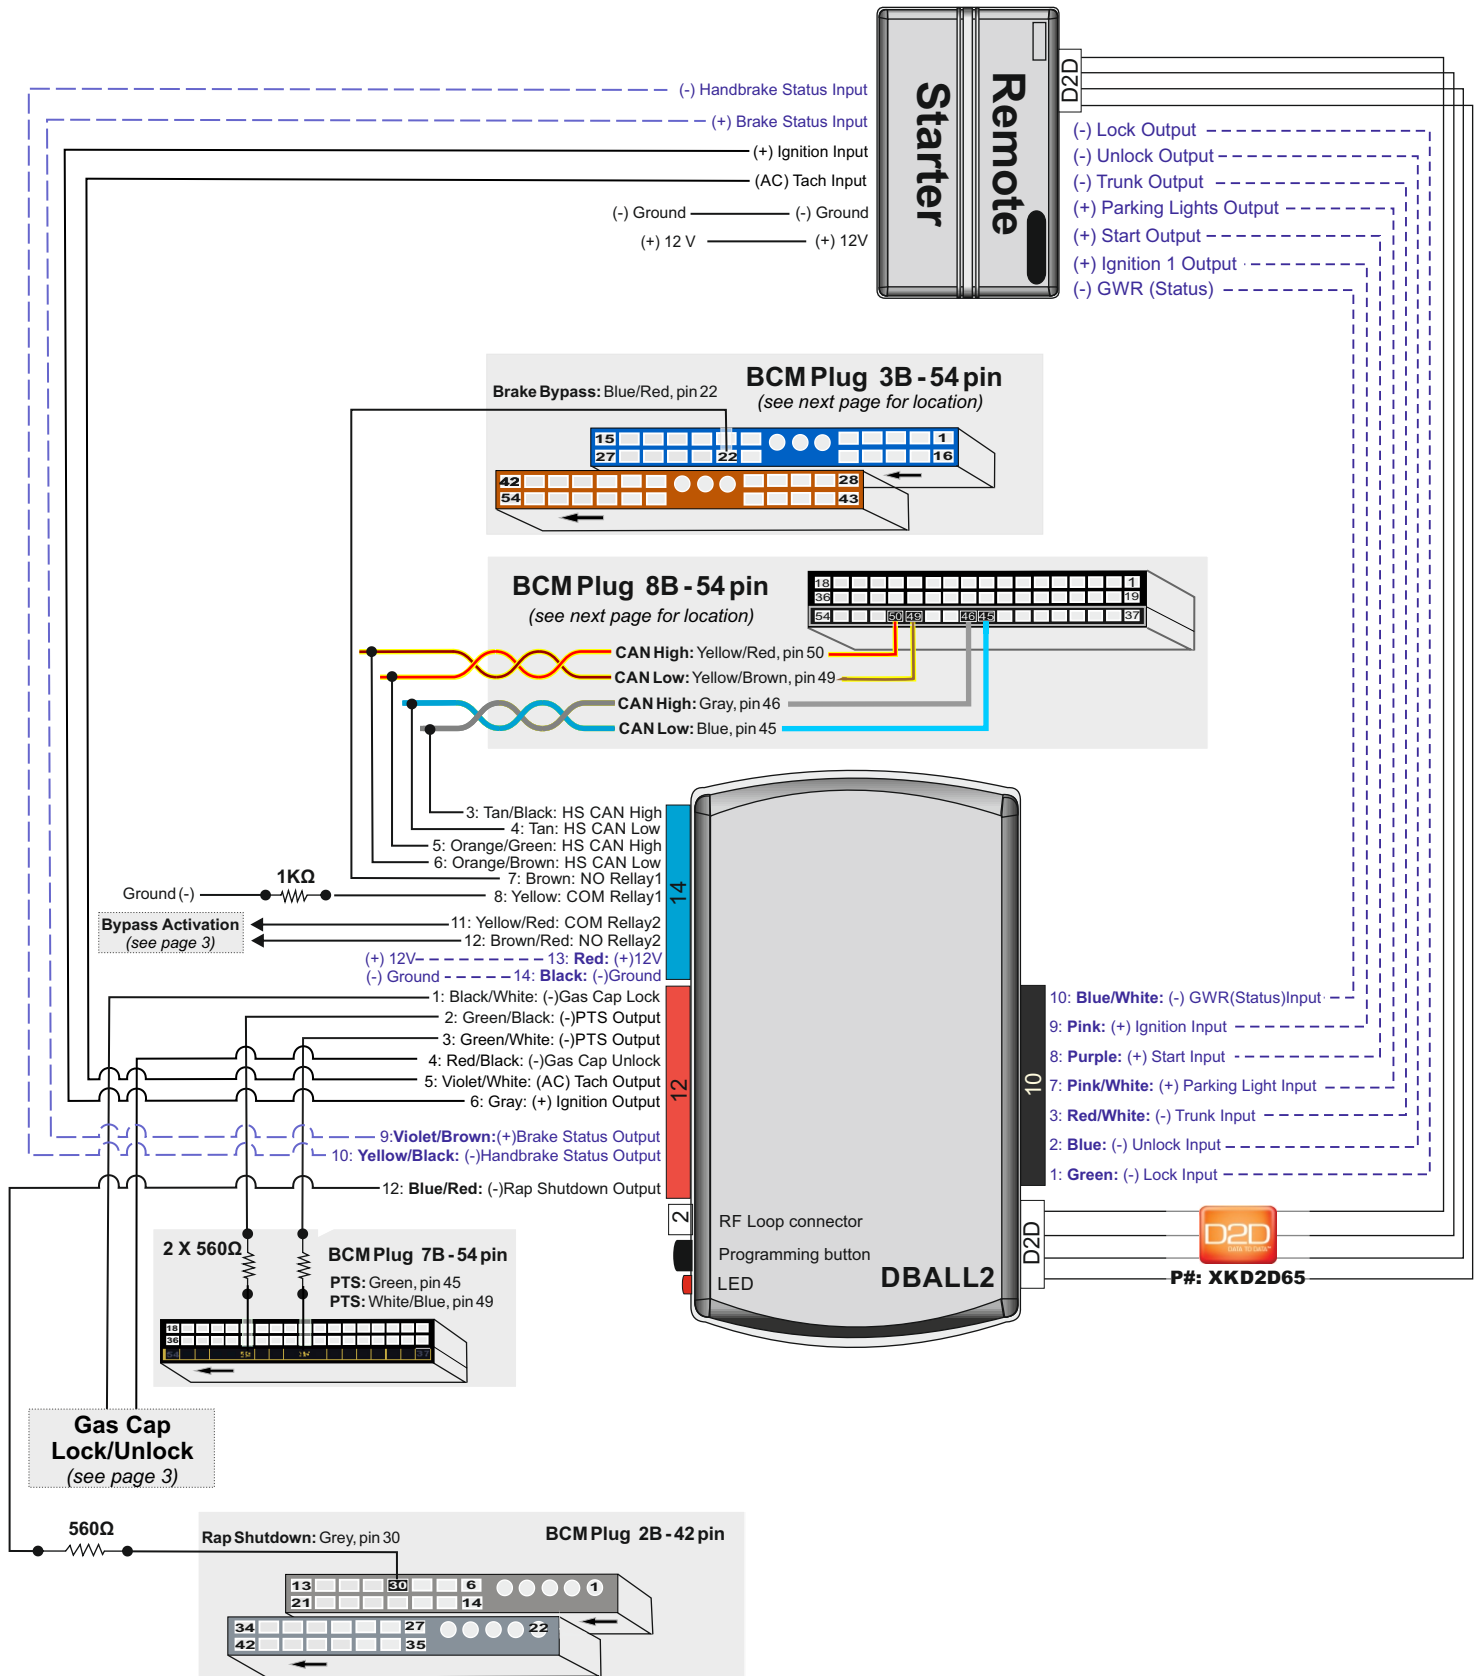 Remote
Starter
D2D
(-) Handbrake Status Input
(+) Brake Status Input
(+) Ignition Input
(AC) Tach Input
(-) Ground (-) Ground
(+) 12 V (+) 12V
(-) Lock Output
(-) Unlock Output
(-) Trunk Output
(+) Parking Lights Output
(+) Start Output
(+) Ignition 1 Output
(-) GWR (Status)
BCM Plug 3B - 54 pin
(see next page for location)
Brake Bypass: Blue/Red, pin 22
15 1
27 22 16
42 28
54 43
BCM Plug 8B - 54 pin
(see next page for location)
18 1
36 19
54 50 49 46 45 37
CAN High: Yellow/Red, pin 50
CAN Low: Yellow/Brown, pin 49
CAN High: Gray, pin 46
CAN Low: Blue, pin 45
3: Tan/Black: HS CAN High
4: Tan: HS CAN Low
5: Orange/Green: HS CAN High
6: Orange/Brown: HS CAN Low
7: Brown: NO Rellay1
8: Yellow: COM Rellay1
Ground (-) 1KΩ
11: Yellow/Red: COM Rellay2
12: Brown/Red: NO Rellay2
Bypass Activation
(see page 3)
(+) 12V 13: Red: (+)12V
(-) Ground 14: Black: (-)Ground
14
1: Black/White: (-)Gas Cap Lock
2: Green/Black: (-)PTS Output
3: Green/White: (-)PTS Output
4: Red/Black: (-)Gas Cap Unlock
5: Violet/White: (AC) Tach Output
6: Gray: (+) Ignition Output
9:Violet/Brown:(+)Brake Status Output
10: Yellow/Black: (-)Handbrake Status Output
12: Blue/Red: (-)Rap Shutdown Output
12
10: Blue/White: (-) GWR(Status)Input
9: Pink: (+) Ignition Input
8: Purple: (+) Start Input
7: Pink/White: (+) Parking Light Input
3: Red/White: (-) Trunk Input
2: Blue: (-) Unlock Input
1: Green: (-) Lock Input
10
2
RF Loop connector
Programming button
LED
DBALL2
D2D
D2D
DATA TO DATA
P#: XKD2D65
2 X 560Ω
BCM Plug 7B - 54 pin
PTS: Green, pin 45
PTS: White/Blue, pin 49
18
36
54 37
Gas Cap
Lock/Unlock
(see page 3)
560Ω
Rap Shutdown: Grey, pin 30
BCM Plug 2B - 42 pin
13 30 6 1
21 14
34 27 22
42 35